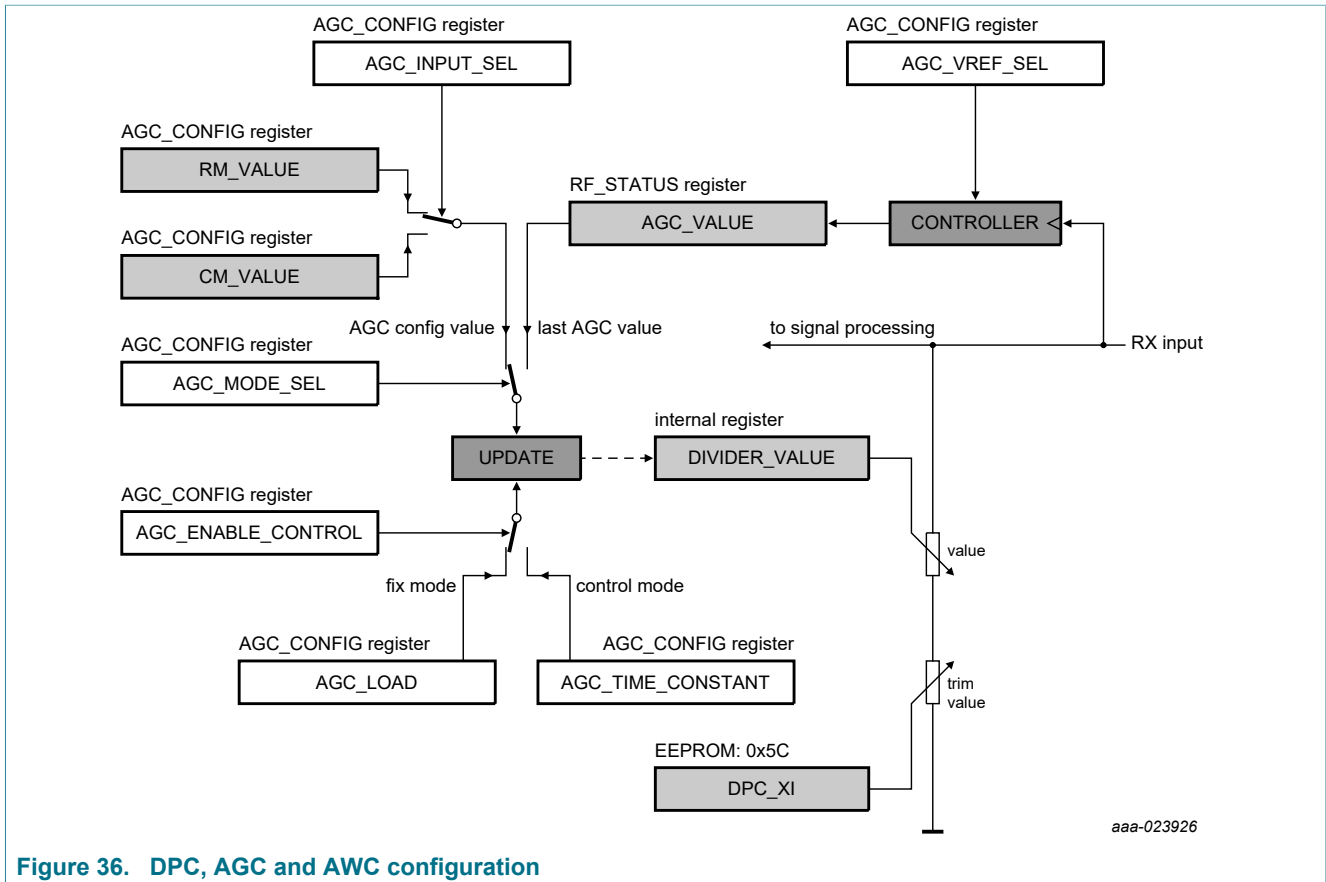 AGC_CONFIG register
AGC_INPUT_SEL
AGC_CONFIG register
AGC_VREF_SEL
AGC_CONFIG register
RM_VALUE
RF_STATUS register
AGC_VALUE
CONTROLLER
AGC_CONFIG register
CM_VALUE
AGC config value
last AGC value
to signal processing
RX input
AGC_CONFIG register
AGC_MODE_SEL
internal register
UPDATE
DIVIDER_VALUE
AGC_CONFIG register
AGC_ENABLE_CONTROL
value
fix mode
control mode
AGC_CONFIG register
AGC_LOAD
AGC_CONFIG register
AGC_TIME_CONSTANT
trim
value
EEPROM: 0x5C
DPC_XI
aaa-023926
Figure 36. DPC, AGC and AWC configuration